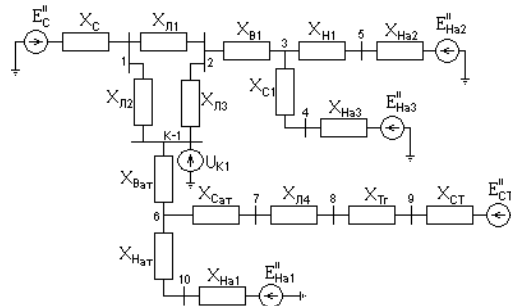 E"С XС XЛ1 XВ1 3 XН1 5 XНа2 E"На2
1 2
XЛ2 XЛ3 XС1 4 XНа3 E"На3
К-1
UК1
XВат
6 XСат 7 XЛ4 8 XТг 9 XСТ E"СТ
XНат
10 XНа1 E"На1